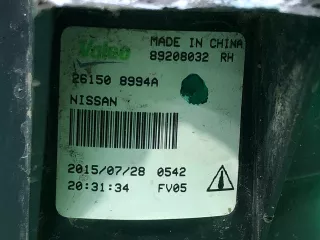 Valeo MADE IN CHINA
89208032 RH
26150 8994A
NISSAN
2015/07/28 0542
20:31:34 FV05